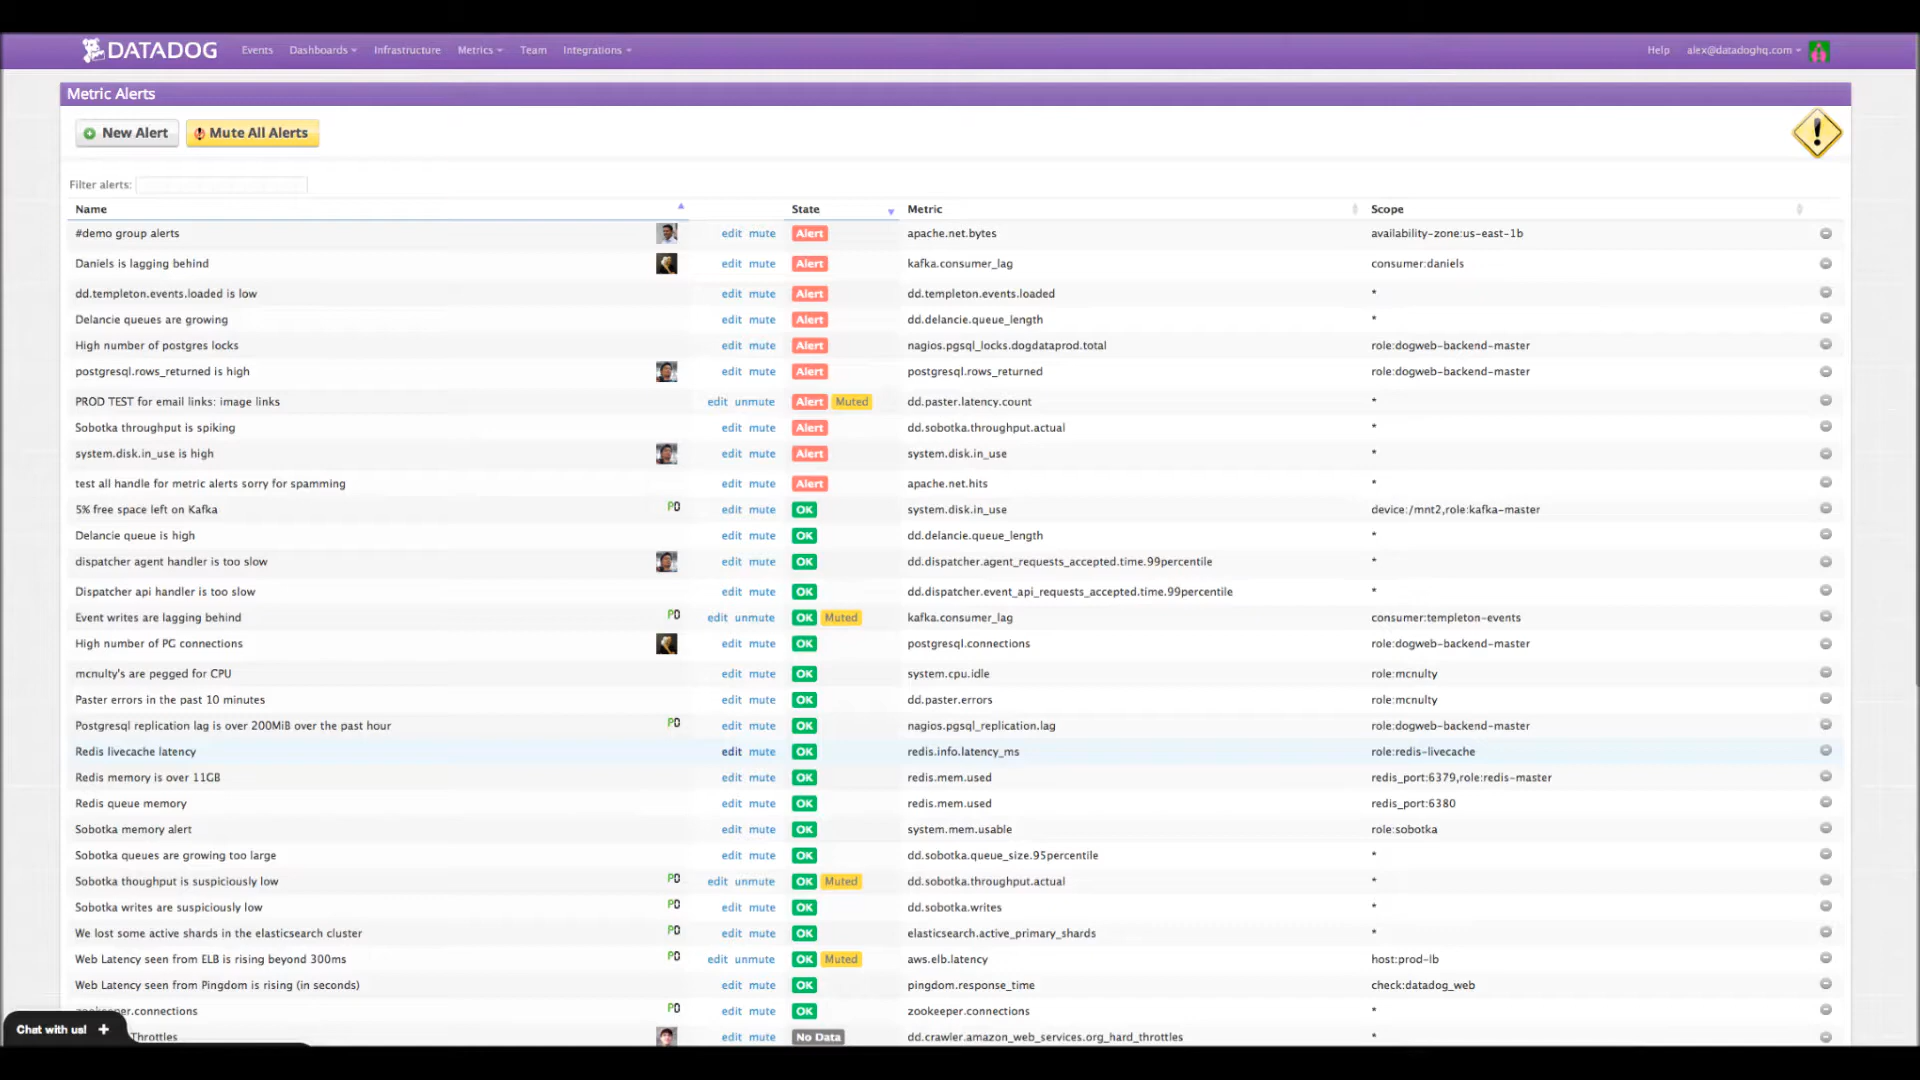 DATADOG Events Dashboards Infrastructure Metrics Team Integrations Help alex@datadoghq.com
Metric Alerts
New Alert Mute All Alerts
Filter alerts:
Name State Metric Scope
#demo group alerts edit mute Alert apache.net.bytes availability-zone:us-east-1b
Daniels is lagging behind edit mute Alert kafka.consumer_lag consumer:daniels
dd.templeton.events.loaded is low edit mute Alert dd.templeton.events.loaded *
Delancie queues are growing edit mute Alert dd.delancie.queue_length *
High number of postgres locks edit mute Alert nagios.pgsql_locks.dogdataprod.total role:dogweb-backend-master
postgresql.rows_returned is high edit mute Alert postgresql.rows_returned role:dogweb-backend-master
PROD TEST for email links: image links edit unmute Alert Muted dd.paster.latency.count *
Sobotka throughput is spiking edit mute Alert dd.sobotka.throughput.actual *
system.disk.in_use is high edit mute Alert system.disk.in_use *
test all handle for metric alerts sorry for spamming edit mute Alert apache.net.hits *
5% free space left on Kafka PD edit mute OK system.disk.in_use device:/mnt2,role:kafka-master
Delancie queue is high edit mute OK dd.delancie.queue_length *
dispatcher agent handler is too slow edit mute OK dd.dispatcher.agent_requests_accepted.time.99percentile *
Dispatcher api handler is too slow edit mute OK dd.dispatcher.event_api_requests_accepted.time.99percentile *
Event writes are lagging behind PD edit unmute OK Muted kafka.consumer_lag consumer:templeton-events
High number of PG connections edit mute OK postgresql.connections role:dogweb-backend-master
mcnulty's are pegged for CPU edit mute OK system.cpu.idle role:mcnulty
Paster errors in the past 10 minutes edit mute OK dd.paster.errors role:mcnulty
Postgresql replication lag is over 200MiB over the past hour PD edit mute OK nagios.pgsql_replication.lag role:dogweb-backend-master
Redis livecache latency edit mute OK redis.info.latency_ms role:redis-livecache
Redis memory is over 11GB edit mute OK redis.mem.used redis_port:6379,role:redis-master
Redis queue memory edit mute OK redis.mem.used redis_port:6380
Sobotka memory alert edit mute OK system.mem.usable role:sobotka
Sobotka queues are growing too large edit mute OK dd.sobotka.queue_size.95percentile *
Sobotka thoughput is suspiciously low PD edit unmute OK Muted dd.sobotka.throughput.actual *
Sobotka writes are suspiciously low PD edit mute OK dd.sobotka.writes *
We lost some active shards in the elasticsearch cluster PD edit mute OK elasticsearch.active_primary_shards *
Web Latency seen from ELB is rising beyond 300ms PD edit unmute OK Muted aws.elb.latency host:prod-lb
Web Latency seen from Pingdom is rising (in seconds) edit mute OK pingdom.response_time check:datadog_web
zookeeper.connections PD edit mute OK zookeeper.connections *
Throttles edit mute No Data dd.crawler.amazon_web_services.org_hard_throttles *
Chat with us! +